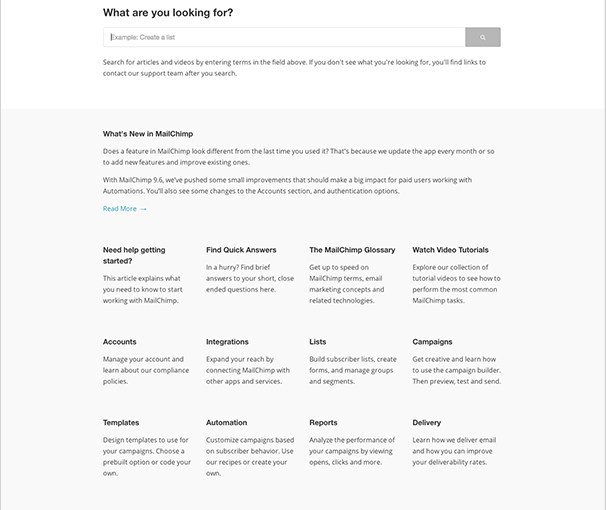 What are you looking for?
Example: Create a list
Search for articles and videos by entering terms in the field above. If you don't see what you're looking for, you'll find links to
contact our support team after you search.
What's New in MailChimp
Does a feature in MailChimp look different from the last time you used it? That's because we update the app every month or so
to add new features and improve existing ones.
With MailChimp 9.6, we've pushed some small improvements that should make a big impact for paid users working with
Automations. You'll also see some changes to the Accounts section, and authentication options.
Read More →
Need help getting
started?
This article explains what
you need to know to start
working with MailChimp.
Find Quick Answers
In a hurry? Find brief
answers to your short, close
ended questions here.
The MailChimp Glossary
Get up to speed on
MailChimp terms, email
marketing concepts and
related technologies.
Watch Video Tutorials
Explore our collection of
tutorial videos to see how to
perform the most common
MailChimp tasks.
Accounts
Manage your account and
learn about our compliance
policies.
Integrations
Expand your reach by
connecting MailChimp with
other apps and services.
Lists
Build subscriber lists, create
forms, and manage groups
and segments.
Campaigns
Get creative and learn how
to use the campaign builder.
Then preview, test and send.
Templates
Design templates to use for
your campaigns. Choose a
prebuilt option or code your
own.
Automation
Customize campaigns based
on subscriber behavior. Use
our recipes or create your
own.
Reports
Analyze the performance of
your campaigns by viewing
opens, clicks and more.
Delivery
Learn how we deliver email
and how you can improve
your deliverability rates.